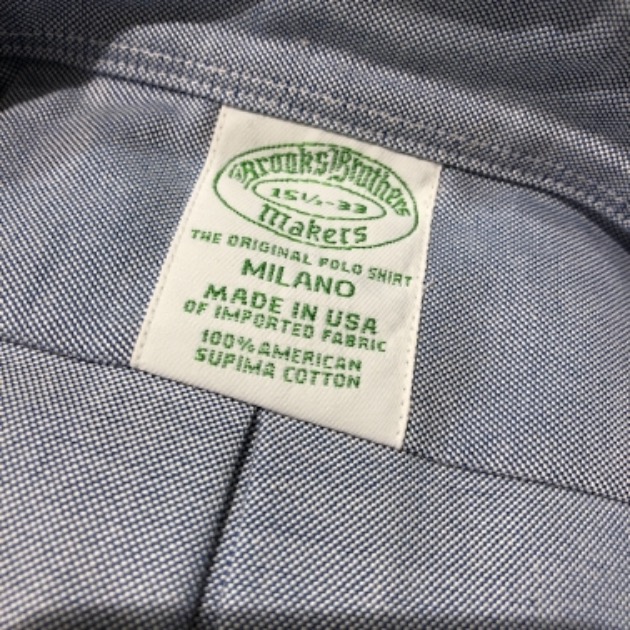 Brooks Brothers
15½-33
Makers
THE ORIGINAL POLO SHIRT
MILANO
MADE IN USA
OF IMPORTED FABRIC
100% AMERICAN
SUPIMA COTTON